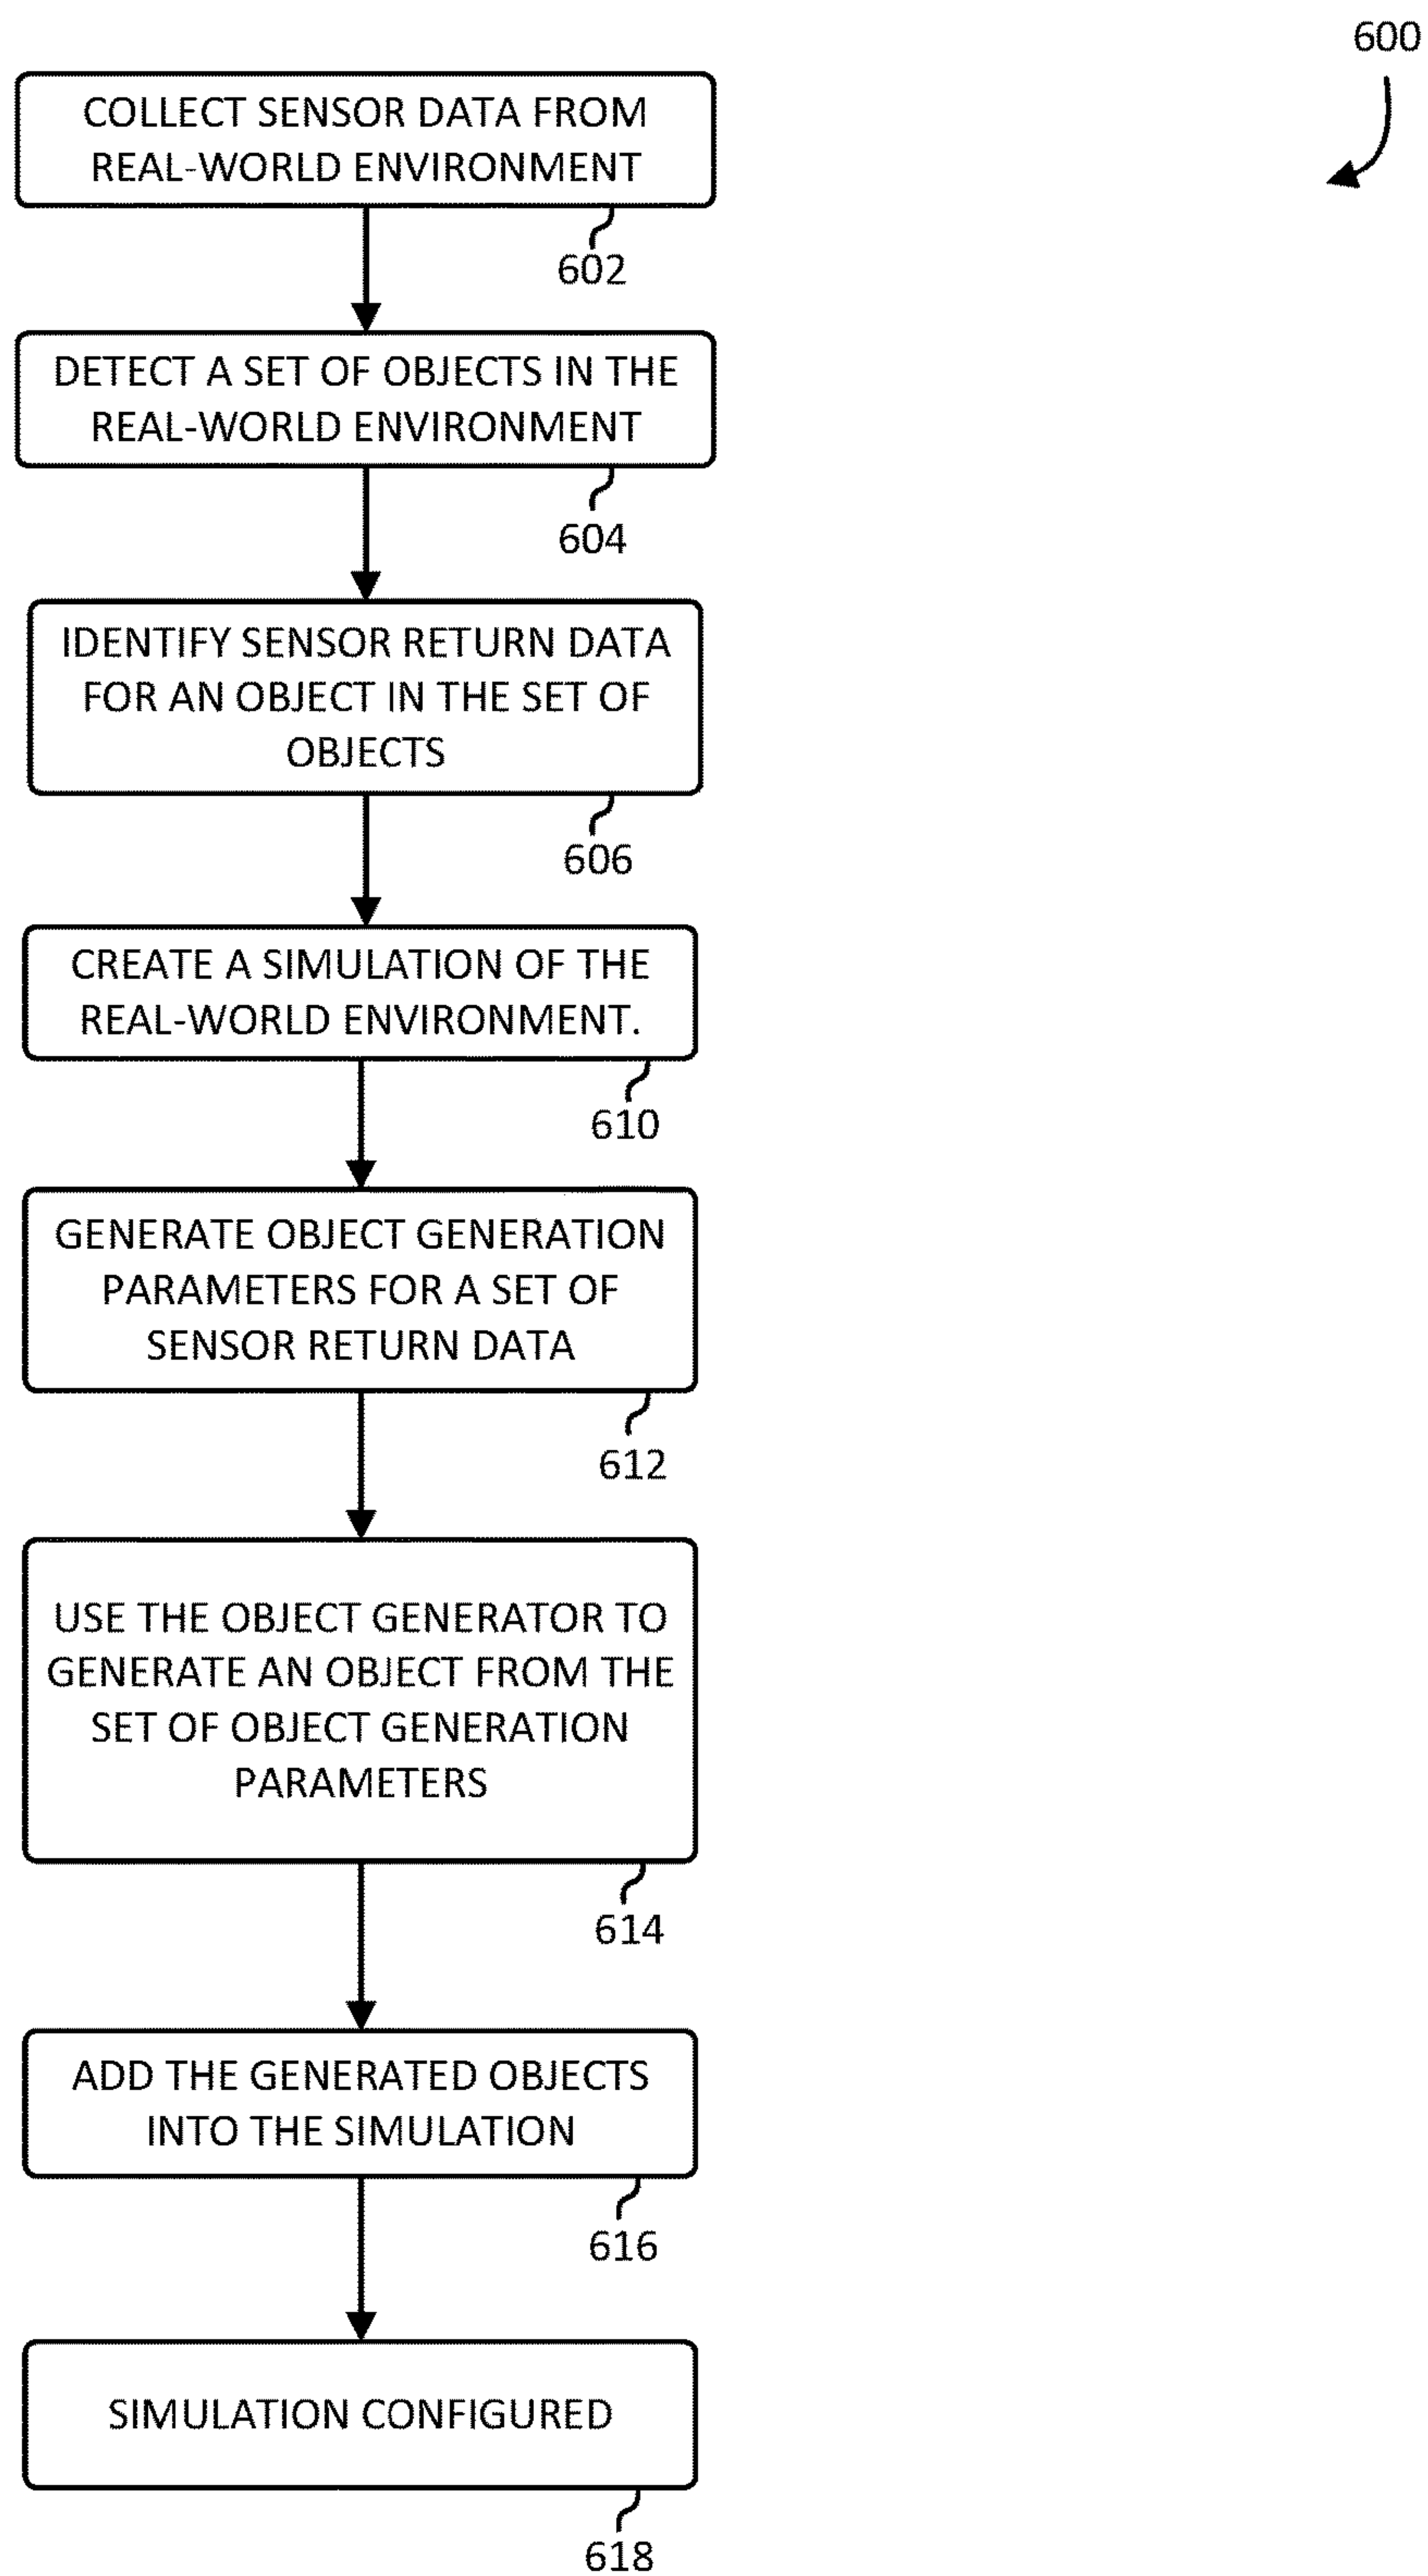 600
COLLECT SENSOR DATA FROM
REAL-WORLD ENVIRONMENT
602
DETECT A SET OF OBJECTS IN THE
REAL-WORLD ENVIRONMENT
604
IDENTIFY SENSOR RETURN DATA
FOR AN OBJECT IN THE SET OF
OBJECTS
606
CREATE A SIMULATION OF THE
REAL-WORLD ENVIRONMENT.
610
GENERATE OBJECT GENERATION
PARAMETERS FOR A SET OF
SENSOR RETURN DATA
612
USE THE OBJECT GENERATOR TO
GENERATE AN OBJECT FROM THE
SET OF OBJECT GENERATION
PARAMETERS
614
ADD THE GENERATED OBJECTS
INTO THE SIMULATION
616
SIMULATION CONFIGURED
618